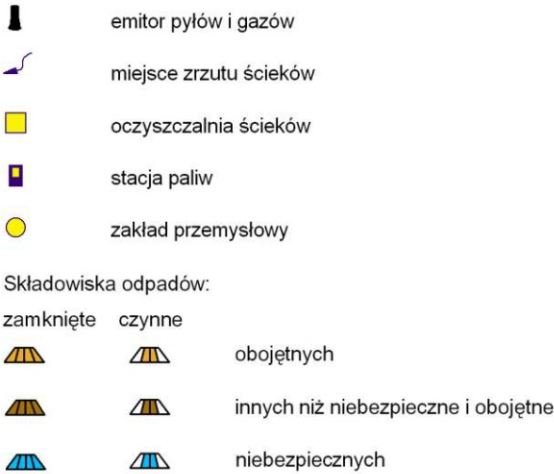 emitor pyłów i gazów
miejsce zrzutu ścieków
oczyszczalnia ścieków
stacja paliw
zakład przemysłowy
Składowiska odpadów:
zamknięte czynne
obojętnych
innych niż niebezpieczne i obojętne
niebezpiecznych